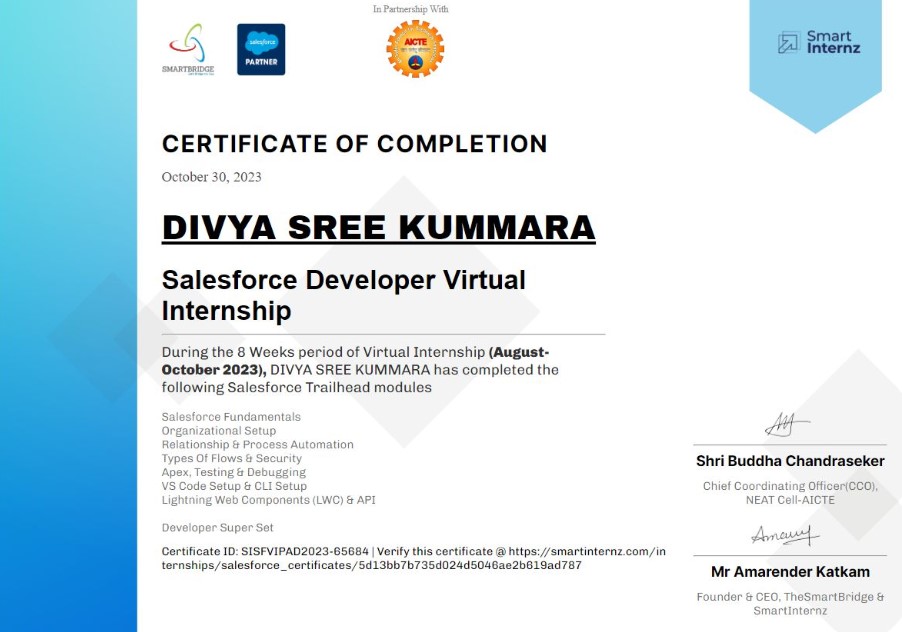 In Partnership With
SMARTBRIDGE
salesforce
PARTNER
AICTE
Smart
Internz
CERTIFICATE OF COMPLETION
October 30, 2023
DIVYA SREE KUMMARA
Salesforce Developer Virtual
Internship
During the 8 Weeks period of Virtual Internship (August-
October 2023), DIVYA SREE KUMMARA has completed the
following Salesforce Trailhead modules
Salesforce Fundamentals
Organizational Setup
Relationship & Process Automation
Types Of Flows & Security
Apex, Testing & Debugging
VS Code Setup & CLI Setup
Lightning Web Components (LWC) & API
Developer Super Set
Certificate ID: SISFVIPAD2023-65684 | Verify this certificate @ https://smartinternz.com/in
ternships/salesforce_certificates/5d13bb7b735d024d5046ae2b619ad787
Shri Buddha Chandraseker
Chief Coordinating Officer(CCO),
NEAT Cell-AICTE
Mr Amarender Katkam
Founder & CEO, TheSmartBridge &
SmartInternz